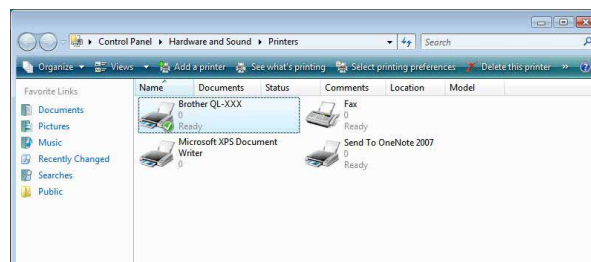 Control Panel ▸ Hardware and Sound ▸ Printers
Search
Organize Views Add a printer See what's printing Select printing preferences Delete this printer »
Favorite Links
Documents
Pictures
Music
Recently Changed
Searches
Public
Name Documents Status Comments Location Model
Brother QL-XXX
0
Ready
Fax
0
Ready
Microsoft XPS Document
Writer
0
Send To OneNote 2007
0
Ready